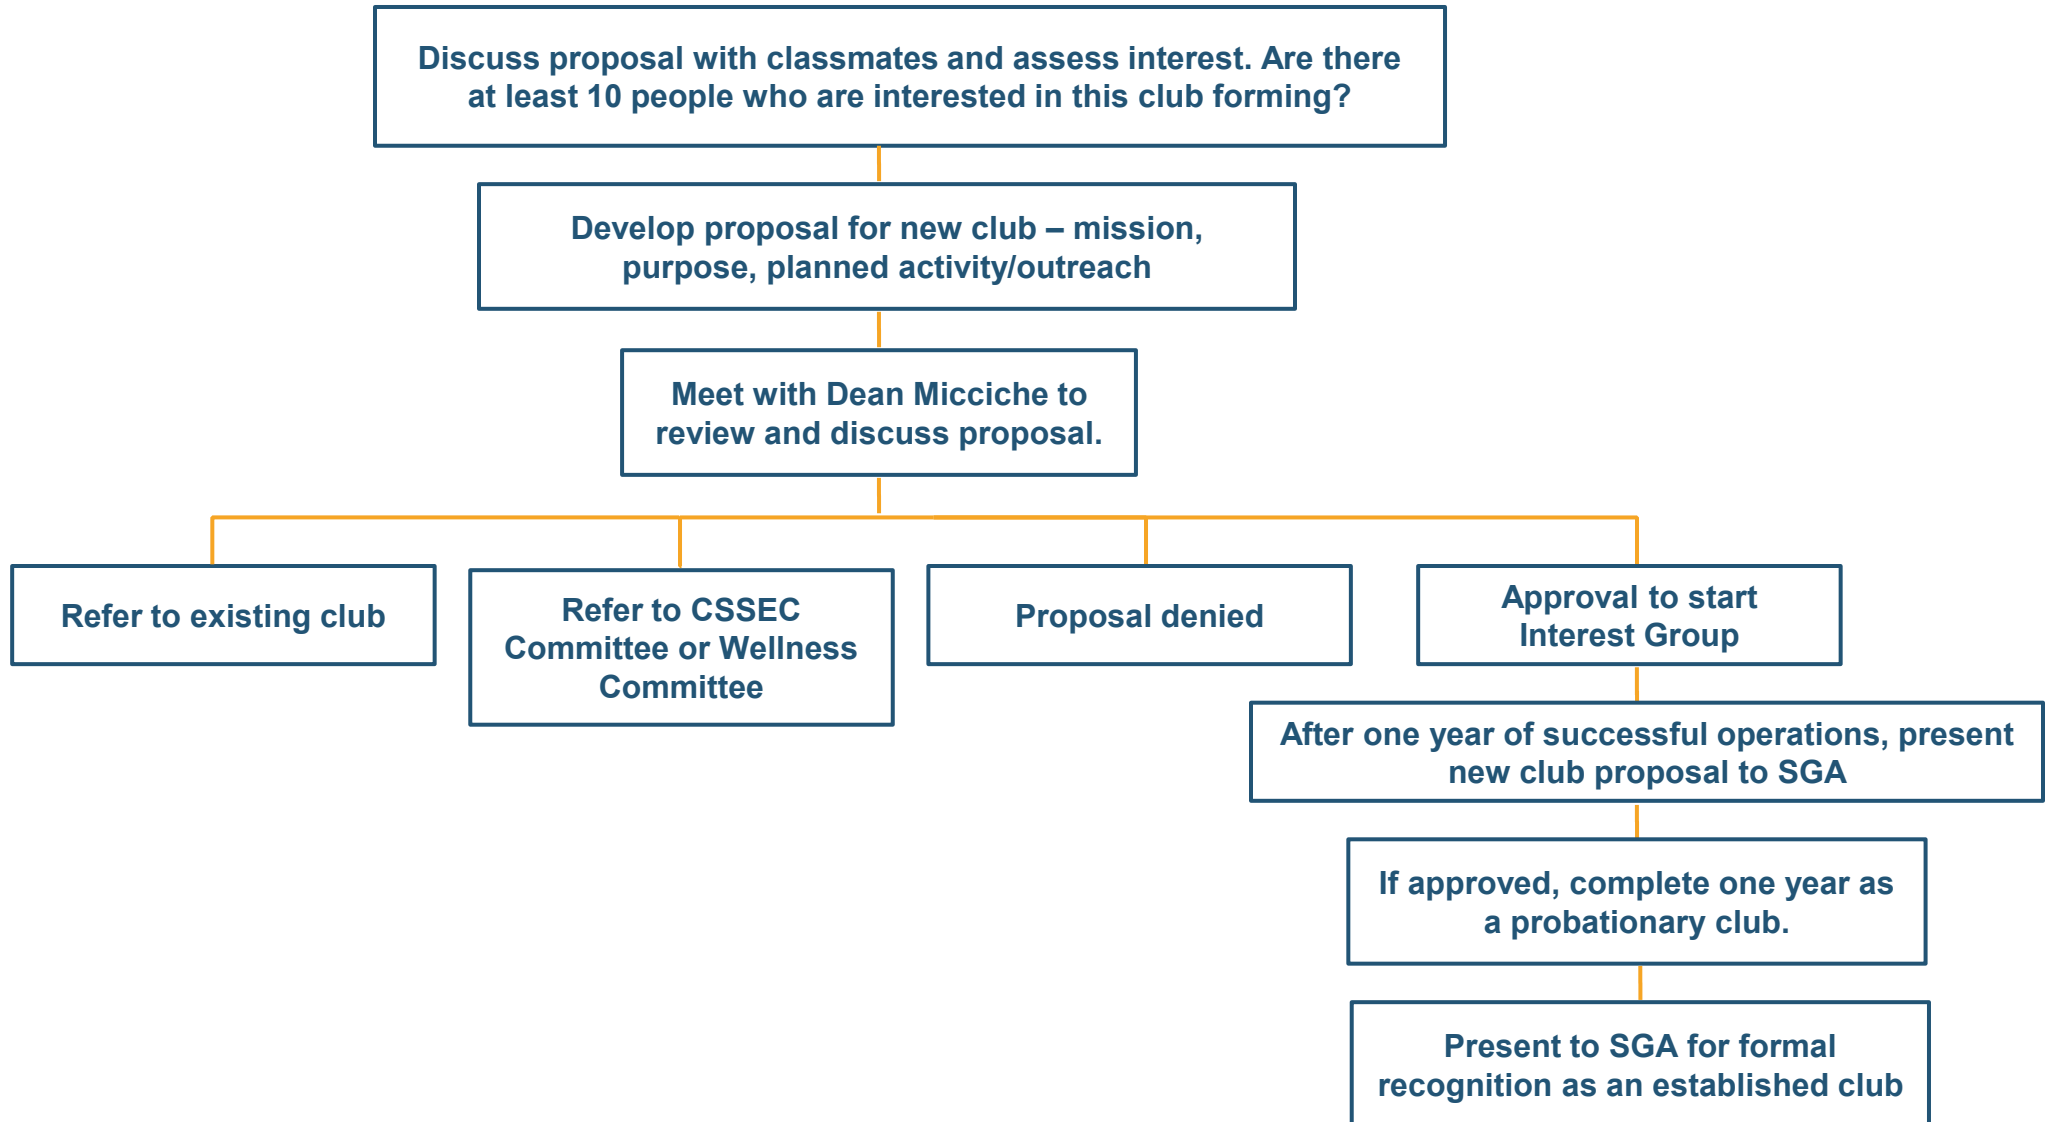 Discuss proposal with classmates and assess interest. Are there
at least 10 people who are interested in this club forming?
Develop proposal for new club – mission,
purpose, planned activity/outreach
Meet with Dean Micciche to
review and discuss proposal.
Refer to existing club
Refer to CSSEC
Committee or Wellness
Committee
Proposal denied
Approval to start
Interest Group
After one year of successful operations, present
new club proposal to SGA
If approved, complete one year as
a probationary club.
Present to SGA for formal
recognition as an established club